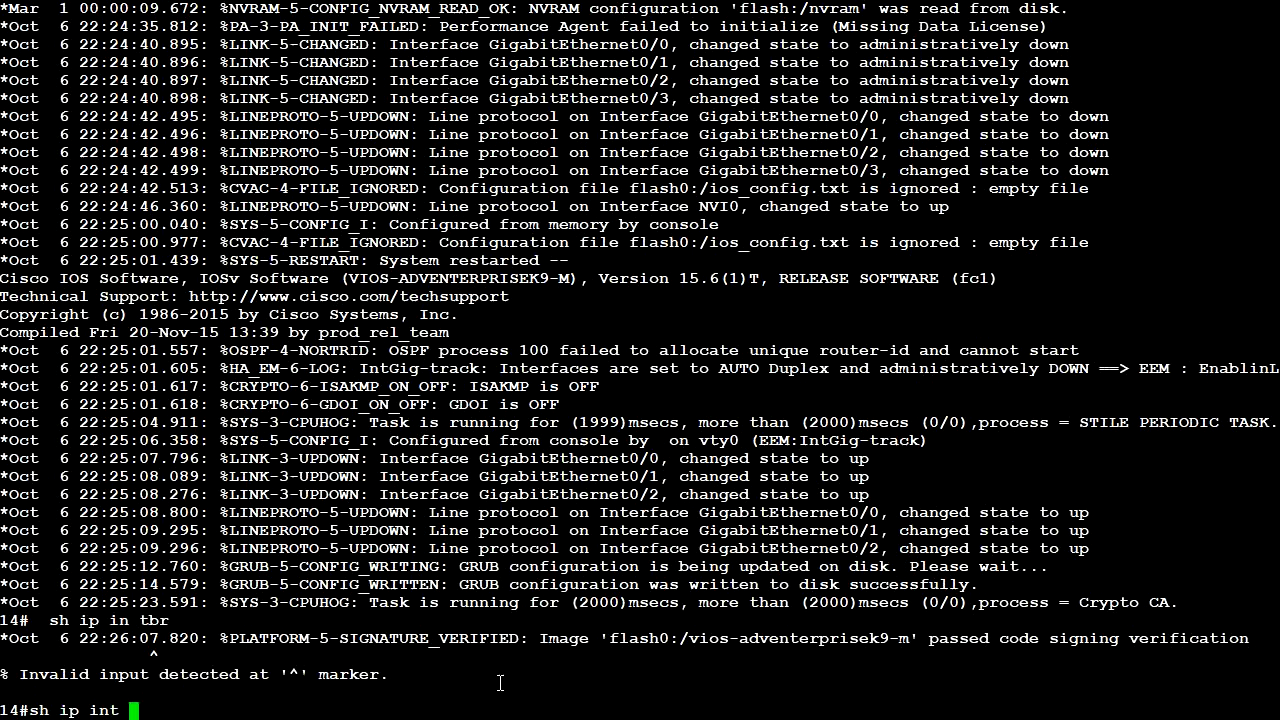 *Mar  1 00:00:09.672: %NVRAM-5-CONFIG_NVRAM_READ_OK: NVRAM configuration 'flash:/nvram' was read from disk.
*Oct  6 22:24:35.812: %PA-3-PA_INIT_FAILED: Performance Agent failed to initialize (Missing Data License)
*Oct  6 22:24:40.895: %LINK-5-CHANGED: Interface GigabitEthernet0/0, changed state to administratively down
*Oct  6 22:24:40.896: %LINK-5-CHANGED: Interface GigabitEthernet0/1, changed state to administratively down
*Oct  6 22:24:40.897: %LINK-5-CHANGED: Interface GigabitEthernet0/2, changed state to administratively down
*Oct  6 22:24:40.898: %LINK-5-CHANGED: Interface GigabitEthernet0/3, changed state to administratively down
*Oct  6 22:24:42.495: %LINEPROTO-5-UPDOWN: Line protocol on Interface GigabitEthernet0/0, changed state to down
*Oct  6 22:24:42.496: %LINEPROTO-5-UPDOWN: Line protocol on Interface GigabitEthernet0/1, changed state to down
*Oct  6 22:24:42.498: %LINEPROTO-5-UPDOWN: Line protocol on Interface GigabitEthernet0/2, changed state to down
*Oct  6 22:24:42.499: %LINEPROTO-5-UPDOWN: Line protocol on Interface GigabitEthernet0/3, changed state to down
*Oct  6 22:24:42.513: %CVAC-4-FILE_IGNORED: Configuration file flash0:/ios_config.txt is ignored : empty file
*Oct  6 22:24:46.360: %LINEPROTO-5-UPDOWN: Line protocol on Interface NVI0, changed state to up
*Oct  6 22:25:00.040: %SYS-5-CONFIG_I: Configured from memory by console
*Oct  6 22:25:00.977: %CVAC-4-FILE_IGNORED: Configuration file flash0:/ios_config.txt is ignored : empty file
*Oct  6 22:25:01.439: %SYS-5-RESTART: System restarted --
Cisco IOS Software, IOSv Software (VIOS-ADVENTERPRISEK9-M), Version 15.6(1)T, RELEASE SOFTWARE (fc1)
Technical Support: http://www.cisco.com/techsupport
Copyright (c) 1986-2015 by Cisco Systems, Inc.
Compiled Fri 20-Nov-15 13:39 by prod_rel_team
*Oct  6 22:25:01.557: %OSPF-4-NORTRID: OSPF process 100 failed to allocate unique router-id and cannot start
*Oct  6 22:25:01.605: %HA_EM-6-LOG: IntGig-track: Interfaces are set to AUTO Duplex and administratively DOWN ==> EEM : EnablinL
*Oct  6 22:25:01.617: %CRYPTO-6-ISAKMP_ON_OFF: ISAKMP is OFF
*Oct  6 22:25:01.618: %CRYPTO-6-GDOI_ON_OFF: GDOI is OFF
*Oct  6 22:25:04.911: %SYS-3-CPUHOG: Task is running for (1999)msecs, more than (2000)msecs (0/0),process = STILE PERIODIC TASK.
*Oct  6 22:25:06.358: %SYS-5-CONFIG_I: Configured from console by  on vty0 (EEM:IntGig-track)
*Oct  6 22:25:07.796: %LINK-3-UPDOWN: Interface GigabitEthernet0/0, changed state to up
*Oct  6 22:25:08.089: %LINK-3-UPDOWN: Interface GigabitEthernet0/1, changed state to up
*Oct  6 22:25:08.276: %LINK-3-UPDOWN: Interface GigabitEthernet0/2, changed state to up
*Oct  6 22:25:08.800: %LINEPROTO-5-UPDOWN: Line protocol on Interface GigabitEthernet0/0, changed state to up
*Oct  6 22:25:09.295: %LINEPROTO-5-UPDOWN: Line protocol on Interface GigabitEthernet0/1, changed state to up
*Oct  6 22:25:09.296: %LINEPROTO-5-UPDOWN: Line protocol on Interface GigabitEthernet0/2, changed state to up
*Oct  6 22:25:12.760: %GRUB-5-CONFIG_WRITING: GRUB configuration is being updated on disk. Please wait...
*Oct  6 22:25:14.579: %GRUB-5-CONFIG_WRITTEN: GRUB configuration was written to disk successfully.
*Oct  6 22:25:23.591: %SYS-3-CPUHOG: Task is running for (2000)msecs, more than (2000)msecs (0/0),process = Crypto CA.
14#  sh ip in tbr
*Oct  6 22:26:07.820: %PLATFORM-5-SIGNATURE_VERIFIED: Image 'flash0:/vios-adventerprisek9-m' passed code signing verification
^
% Invalid input detected at '^' marker.
14#sh ip int